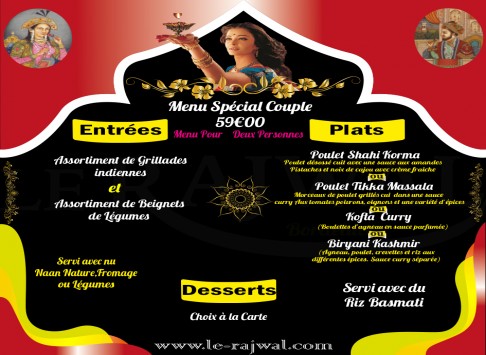 Menu Spécial Couple
59€00
Menu Pour Deux Personnes
Entrées
Assortiment de Grillades
indiennes
et
Assortiment de Beignets
de Légumes
Servi avec nu
Naan Nature,Fromage
ou Légumes
Plats
Poulet Shahi Korma
Poulet désossé cuit avec une sauce aux amandes
Pistaches et noix de cajou avec crème fraiche
ou
Poulet Tikka Massala
Morceaux de poulet grillés cui dans une sauce
curry Aux tomates poivrons, oignons et une variété d'épices
ou
Kofta Curry
(Boulettes d'agneau en sauce parfumée)
ou
Biryani Kashmir
(Agneau, poulet, crevettes et riz aux
différentes épices. Sauce curry séparée)
Servi avec du
Riz Basmati
Desserts
Choix à la Carte
www.le-rajwal.com